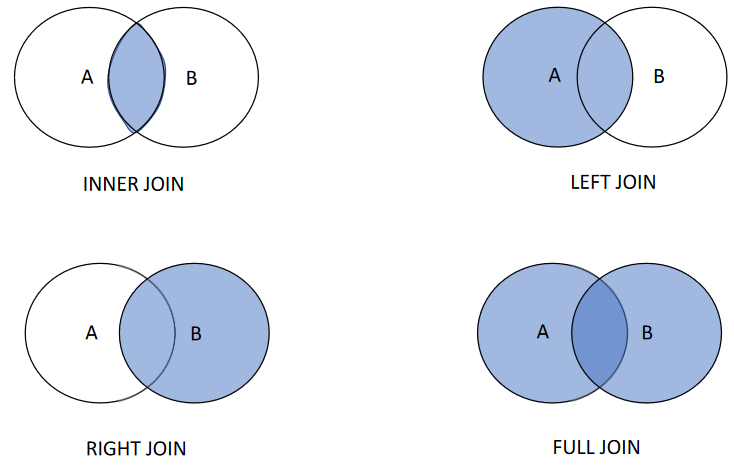 A B
INNER JOIN
A B
LEFT JOIN
A B
RIGHT JOIN
A B
FULL JOIN